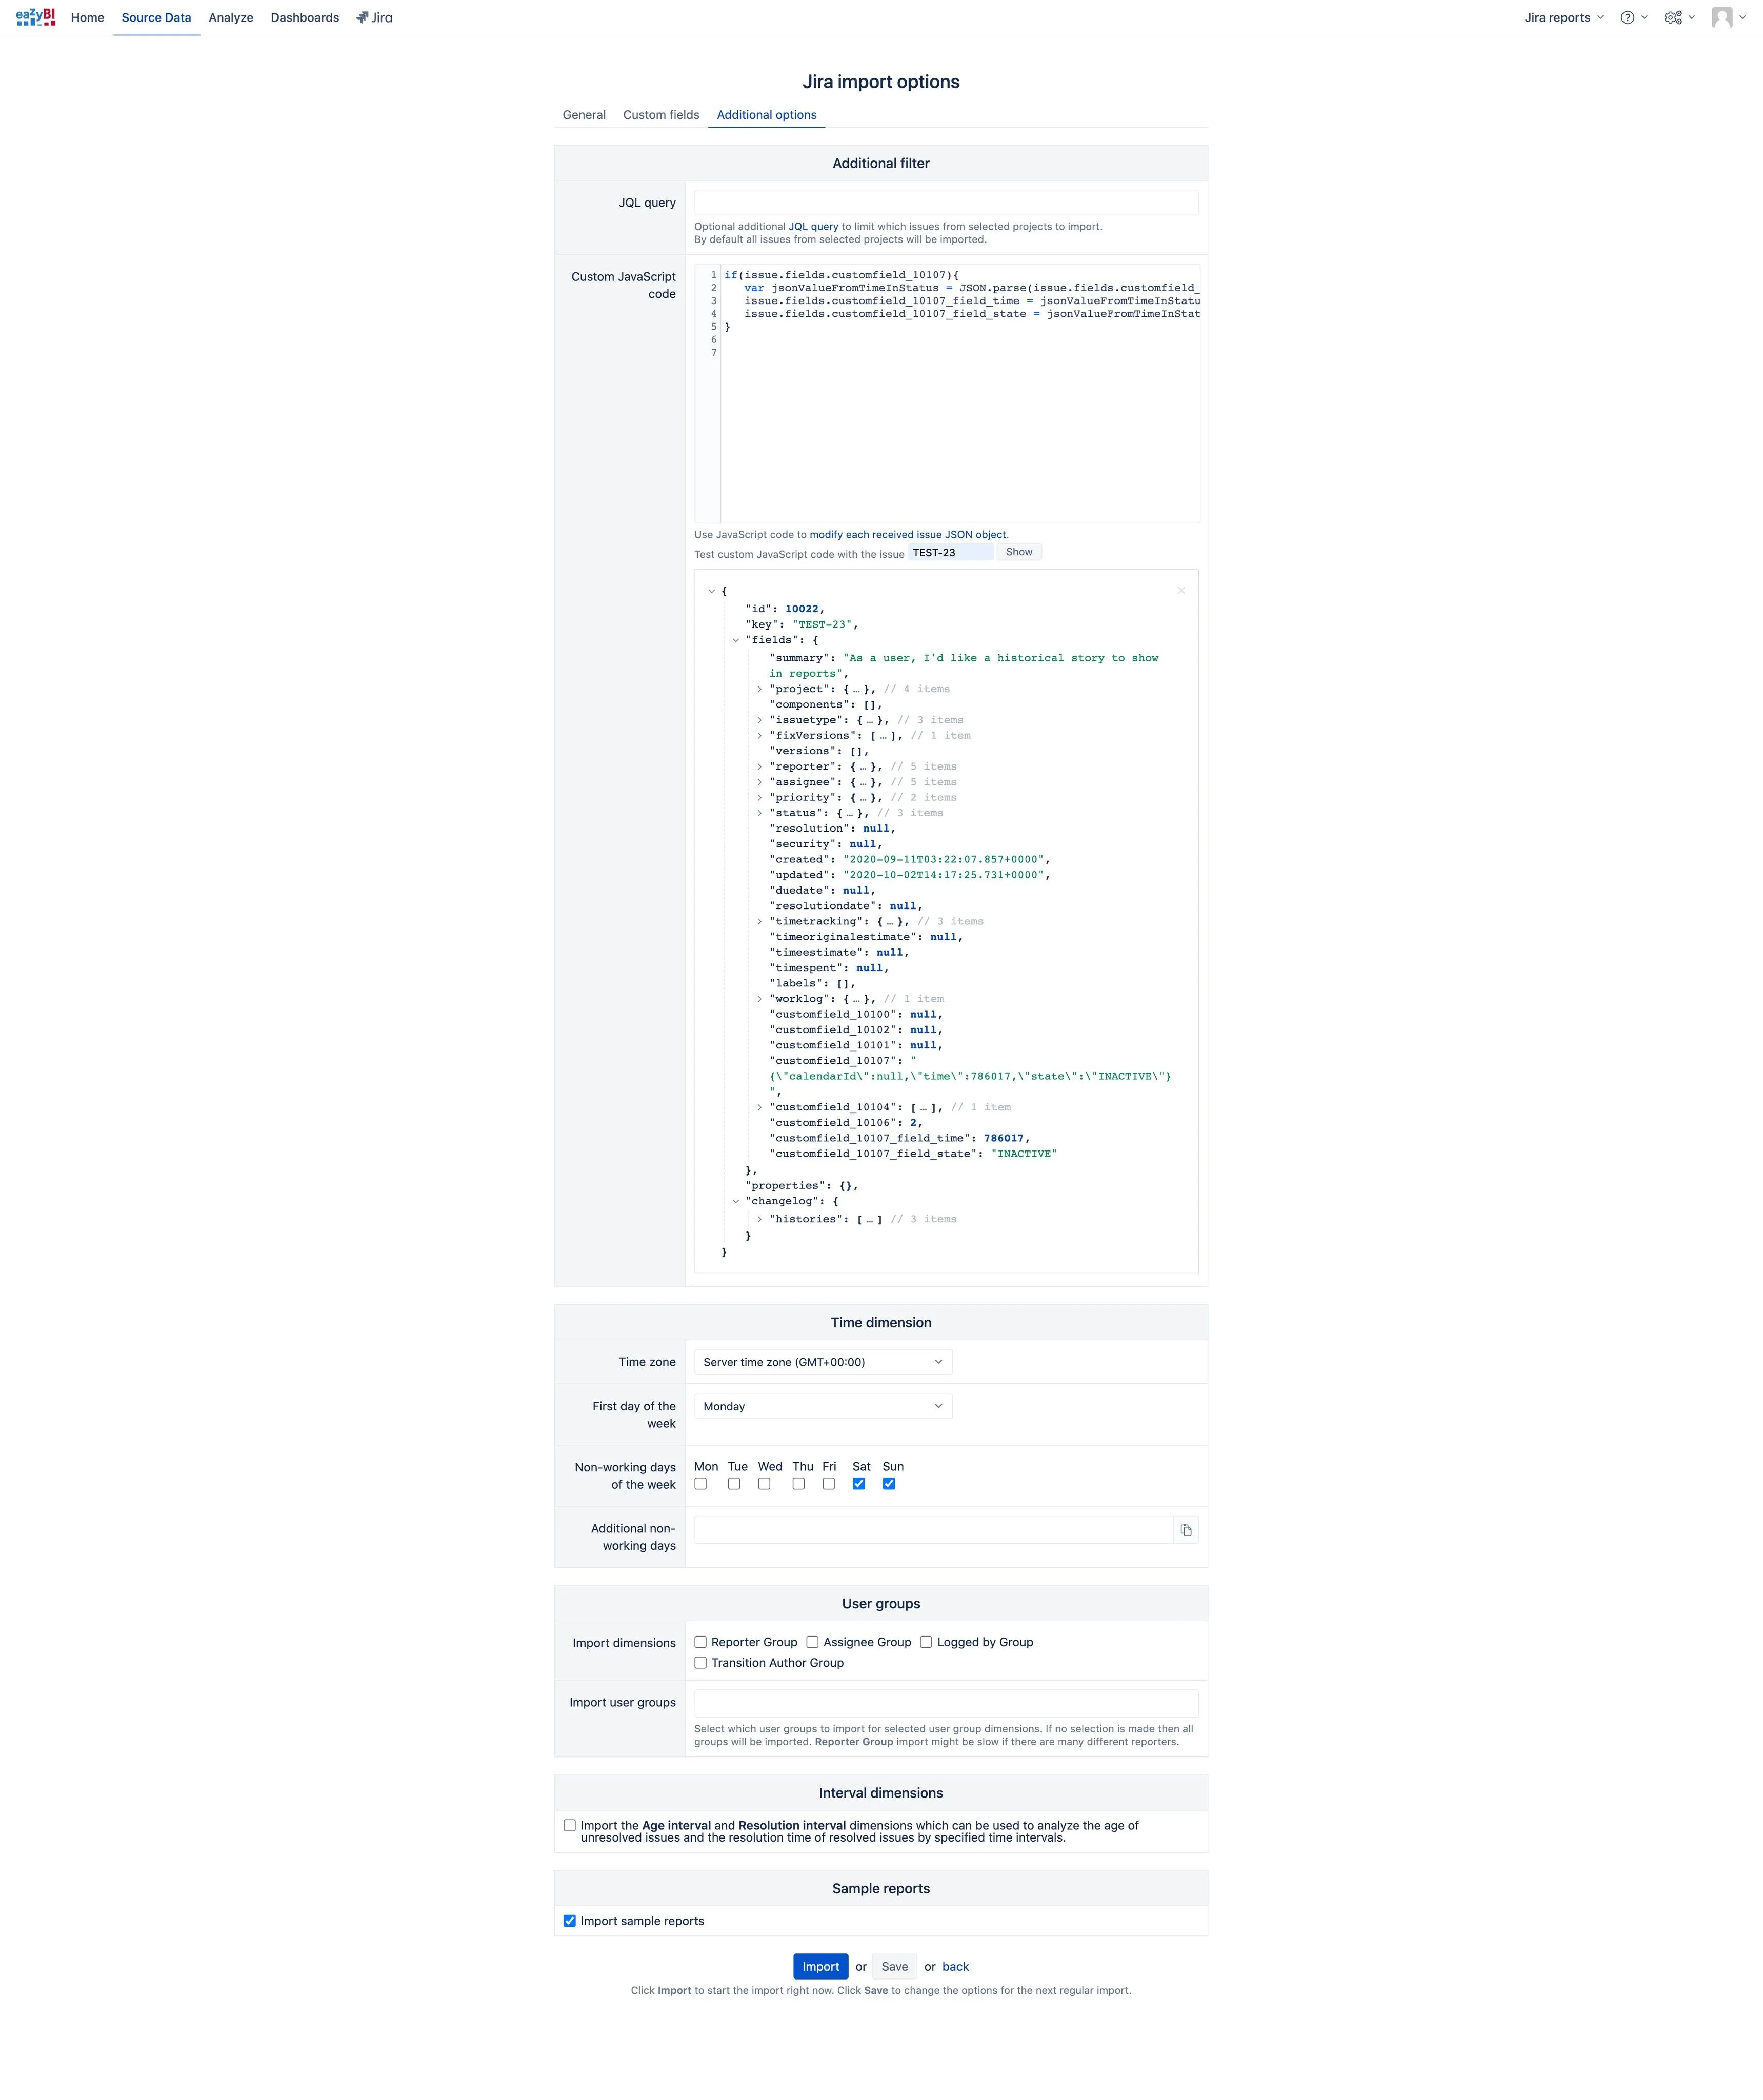 eazyBI Home Source Data Analyze Dashboards Jira Jira reports
Jira import options
General Custom fields Additional options
Additional filter
JQL query
Optional additional JQL query to limit which issues from selected projects to import.
By default all issues from selected projects will be imported.
Custom JavaScript
code
1 if(issue.fields.customfield_10107){
2 var jsonValueFromTimeInStatus = JSON.parse(issue.fields.customfield_
3 issue.fields.customfield_10107_field_time = jsonValueFromTimeInStatu
4 issue.fields.customfield_10107_field_state = jsonValueFromTimeInStat
5 }
6
7
Use JavaScript code to modify each received issue JSON object.
Test custom JavaScript code with the issue TEST-23 Show
{
"id": 10022,
"key": "TEST-23",
"fields": {
"summary": "As a user, I'd like a historical story to show
in reports",
"project": { … }, // 4 items
"components": [],
"issuetype": { … }, // 3 items
"fixVersions": [ … ], // 1 item
"versions": [],
"reporter": { … }, // 5 items
"assignee": { … }, // 5 items
"priority": { … }, // 2 items
"status": { … }, // 3 items
"resolution": null,
"security": null,
"created": "2020-09-11T03:22:07.857+0000",
"updated": "2020-10-02T14:17:25.731+0000",
"duedate": null,
"resolutiondate": null,
"timetracking": { … }, // 3 items
"timeoriginalestimate": null,
"timeestimate": null,
"timespent": null,
"labels": [],
"worklog": { … }, // 1 item
"customfield_10100": null,
"customfield_10102": null,
"customfield_10101": null,
"customfield_10107": "
{\"calendarId\":null,\"time\":786017,\"state\":\"INACTIVE\"}
",
"customfield_10104": [ … ], // 1 item
"customfield_10106": 2,
"customfield_10107_field_time": 786017,
"customfield_10107_field_state": "INACTIVE"
},
"properties": {},
"changelog": {
"histories": [ … ] // 3 items
}
}
Time dimension
Time zone Server time zone (GMT+00:00)
First day of the
week
Monday
Non-working days
of the week
Mon Tue Wed Thu Fri Sat Sun
Additional non-
working days
User groups
Import dimensions Reporter Group Assignee Group Logged by Group
Transition Author Group
Import user groups
Select which user groups to import for selected user group dimensions. If no selection is made then all
groups will be imported. Reporter Group import might be slow if there are many different reporters.
Interval dimensions
Import the Age interval and Resolution interval dimensions which can be used to analyze the age of
unresolved issues and the resolution time of resolved issues by specified time intervals.
Sample reports
Import sample reports
Import or Save or back
Click Import to start the import right now. Click Save to change the options for the next regular import.